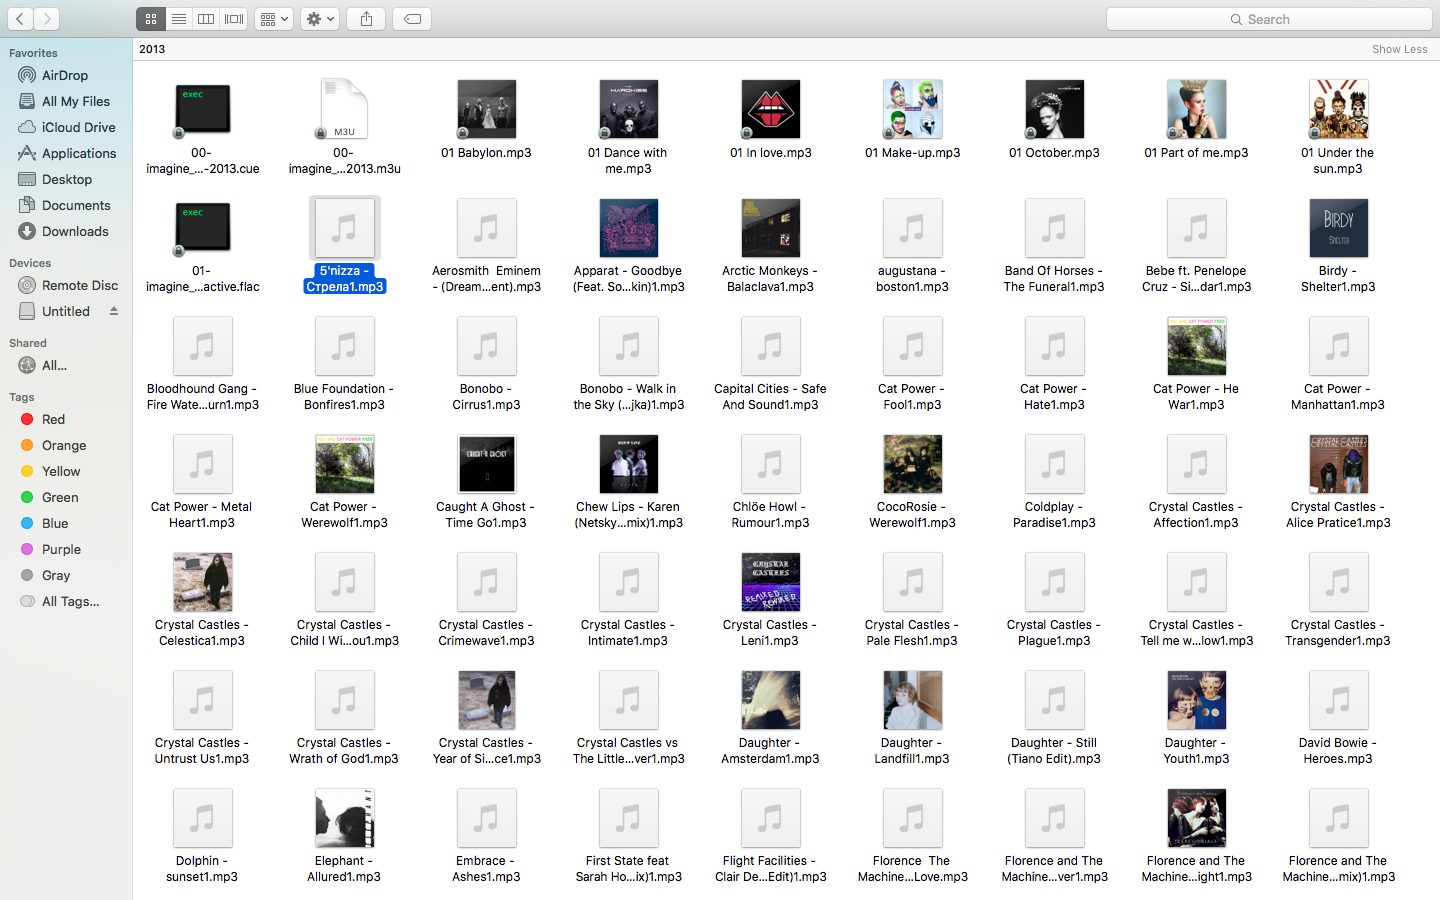 Search
Favorites
AirDrop
All My Files
iCloud Drive
Applications
Desktop
Documents
Downloads
Devices
Remote Disc
Untitled
Shared
All...
Tags
Red
Orange
Yellow
Green
Blue
Purple
Gray
All Tags...
2013
Show Less
exec
M3U
00-
imagine_...-2013.cue
00-
imagine_...2013.m3u
01 Babylon.mp3
01 Dance with
me.mp3
01 In love.mp3
01 Make-up.mp3
01 October.mp3
01 Part of me.mp3
01 Under the
sun.mp3
exec
BIRDY
SHELTER
01-
imagine_...active.flac
5'nizza -
Стрела1.mp3
Aerosmith Eminem
- (Dream...ent).mp3
Apparat - Goodbye
(Feat. So...kin)1.mp3
Arctic Monkeys -
Balaclava1.mp3
augustana -
boston1.mp3
Band Of Horses -
The Funeral1.mp3
Bebe ft. Penelope
Cruz - Si...dar1.mp3
Birdy -
Shelter1.mp3
Bloodhound Gang -
Fire Wate...urn1.mp3
Blue Foundation -
Bonfires1.mp3
Bonobo -
Cirrus1.mp3
Bonobo - Walk in
the Sky (...jka)1.mp3
Capital Cities - Safe
And Sound1.mp3
Cat Power -
Fool1.mp3
Cat Power -
Hate1.mp3
Cat Power - He
War1.mp3
Cat Power -
Manhattan1.mp3
CAUGHT A GHOST
Cat Power - Metal
Heart1.mp3
Cat Power -
Werewolf1.mp3
Caught A Ghost -
Time Go1.mp3
Chew Lips - Karen
(Netsky...mix)1.mp3
Chlöe Howl -
Rumour1.mp3
CocoRosie -
Werewolf1.mp3
Coldplay -
Paradise1.mp3
Crystal Castles -
Affection1.mp3
Crystal Castles -
Alice Pratice1.mp3
CRYSTAL
CASTLES
Crystal Castles -
Celestica1.mp3
Crystal Castles -
Child I Wi...ou1.mp3
Crystal Castles -
Crimewave1.mp3
Crystal Castles -
Intimate1.mp3
Crystal Castles -
Leni1.mp3
Crystal Castles -
Pale Flesh1.mp3
Crystal Castles -
Plague1.mp3
Crystal Castles -
Tell me w...low1.mp3
Crystal Castles -
Transgender1.mp3
Crystal Castles -
Untrust Us1.mp3
Crystal Castles -
Wrath of God1.mp3
Crystal Castles -
Year of Si...ce1.mp3
Crystal Castles vs
The Little...ver1.mp3
Daughter -
Amsterdam1.mp3
Daughter -
Landfill1.mp3
Daughter - Still
(Tiano Edit).mp3
Daughter -
Youth1.mp3
David Bowie -
Heroes.mp3
Dolphin -
sunset1.mp3
Elephant -
Allured1.mp3
Embrace -
Ashes1.mp3
First State feat
Sarah Ho...ix)1.mp3
Flight Facilities -
Clair De...Edit)1.mp3
Florence The
Machine...Love.mp3
Florence and The
Machine...ver1.mp3
Florence and The
Machine...ight1.mp3
Florence and The
Machine...mix)1.mp3